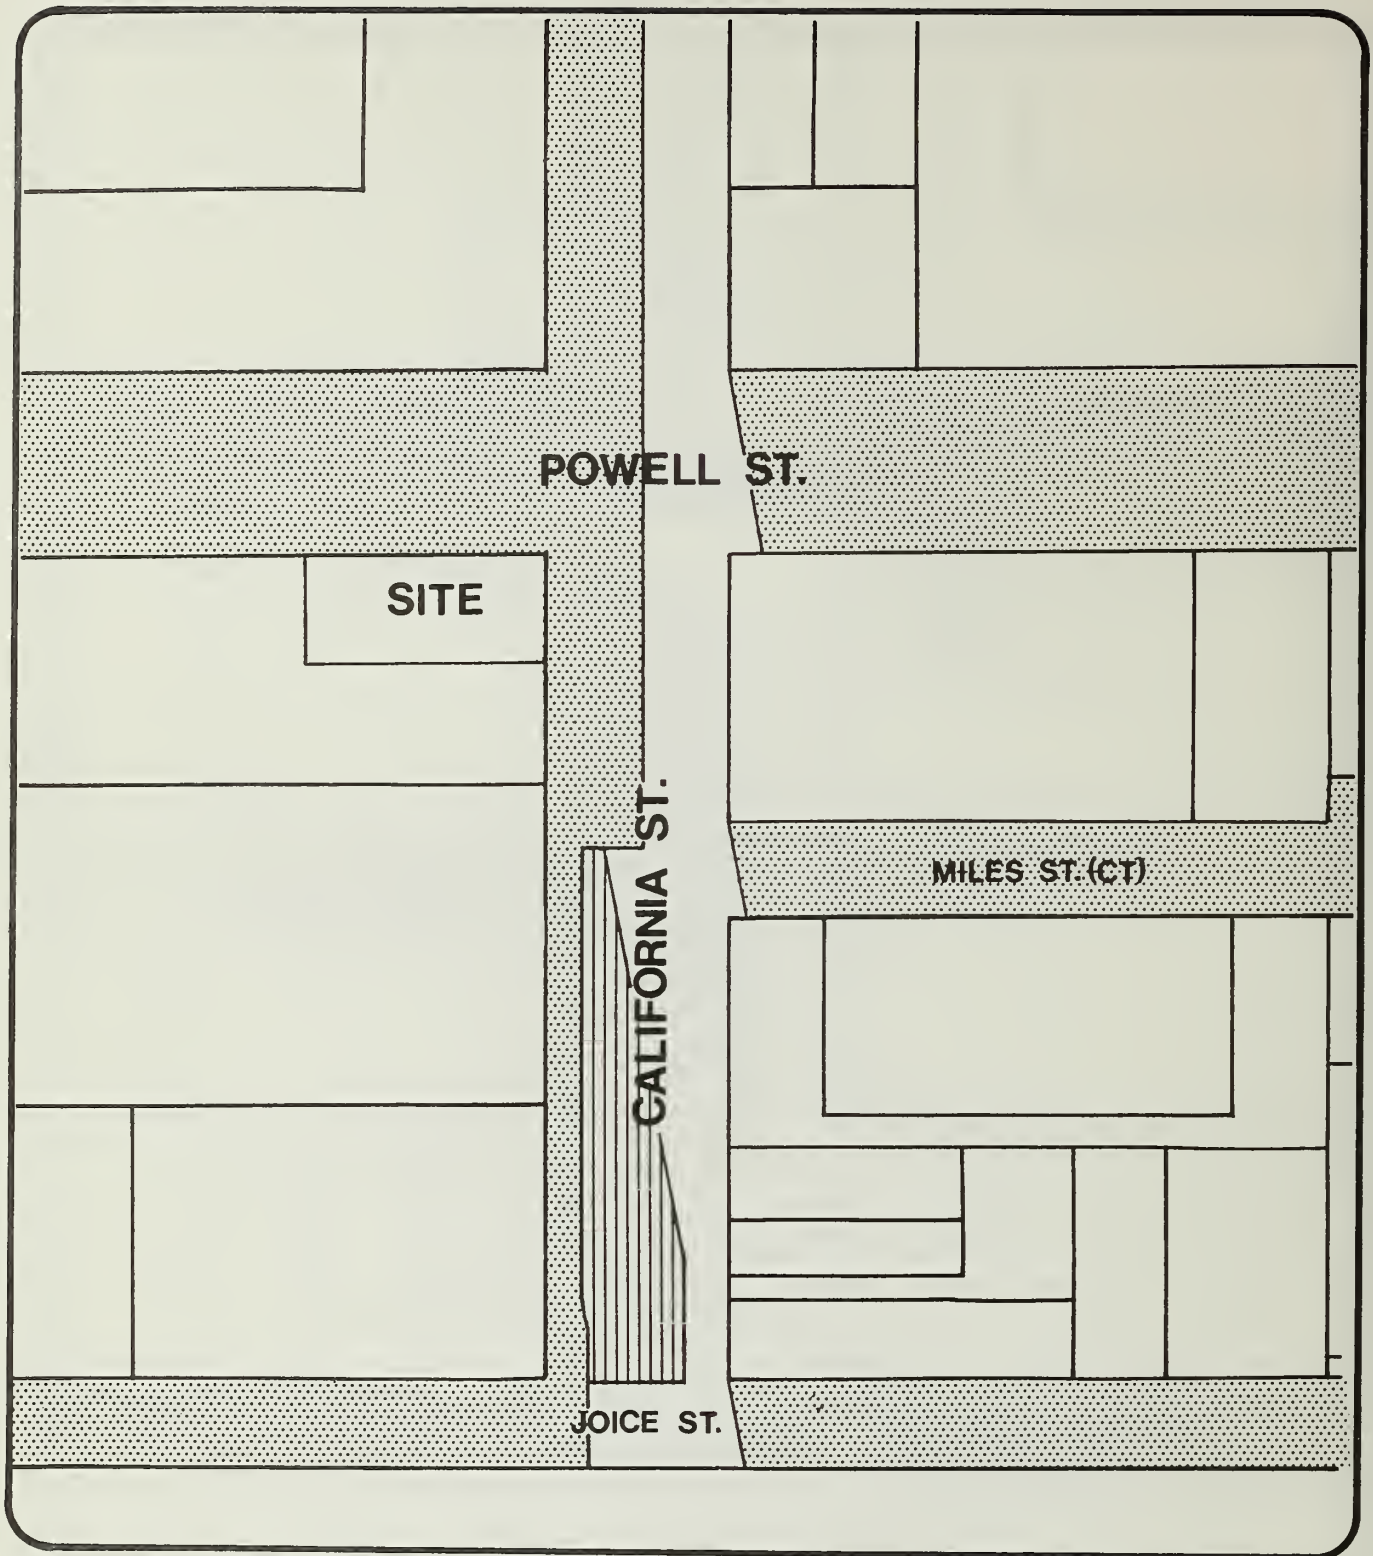 POWELL ST.
SITE
CALIFORNIA ST.
MILES ST. (CT)
JOICE ST.